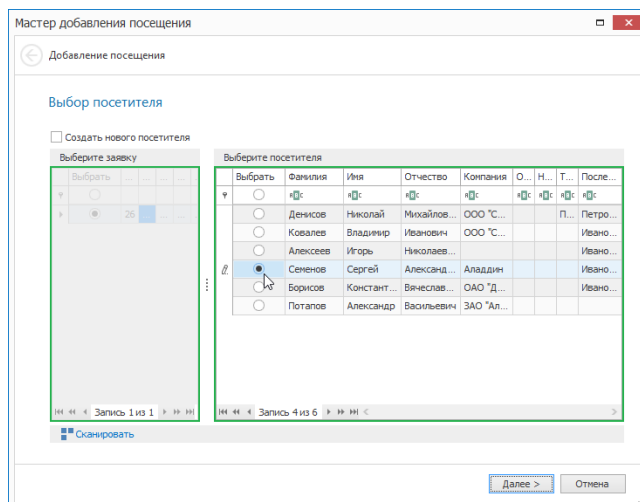 Мастер добавления посещения
Добавление посещения
Выбор посетителя
Создать нового посетителя
Выберите заявку
Выберите посетителя
Выбрать ... ... ... ...
26 ... ... ...
Выбрать Фамилия Имя Отчество Компания О... Н... Т... После...
Денисов Николай Михайлов... ООО "С... П... Петро...
Ковалев Владимир Иванович ООО "С... Ивано...
Алексеев Игорь Николаев... Ивано...
Семенов Сергей Александ... Аладдин Ивано...
Борисов Констант... Вячеслав... ОАО "Д... Ивано...
Потапов Александр Васильевич ЗАО "Ал...
Запись 1 из 1
Запись 4 из 6
Сканировать
Далее >
Отмена